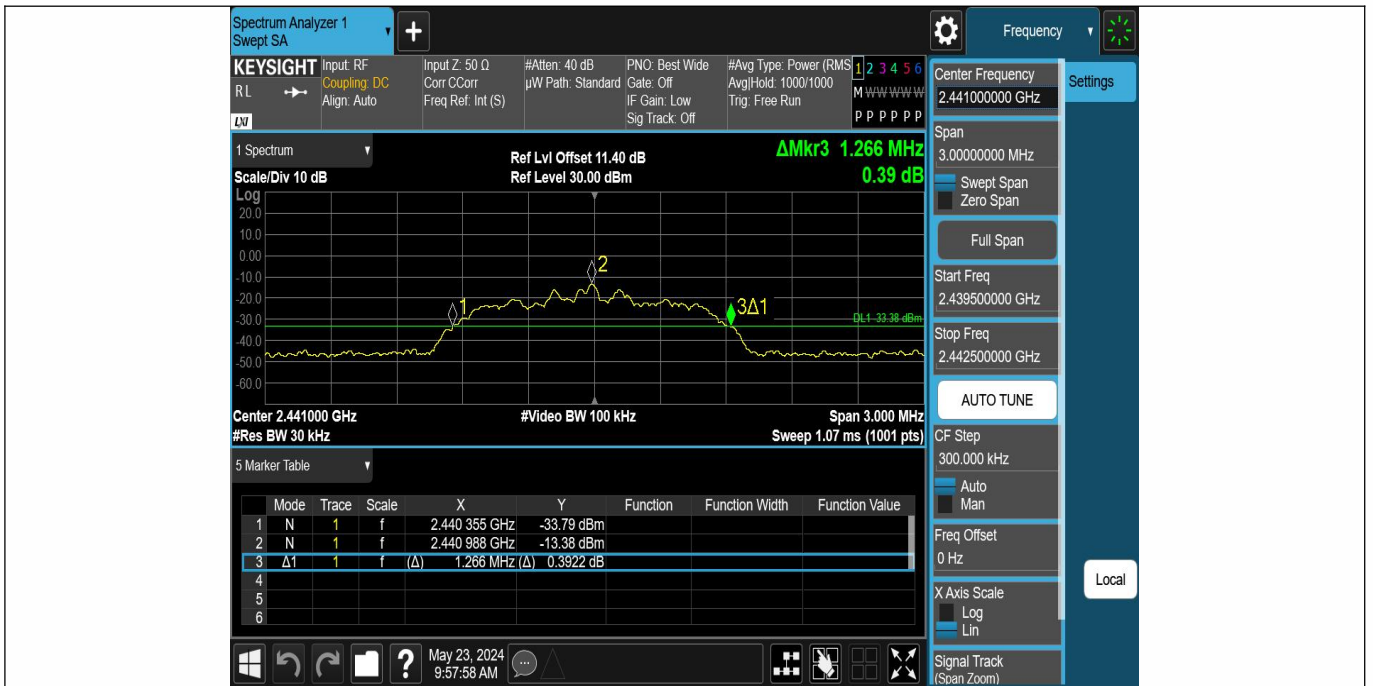 Spectrum Analyzer 1
Swept SA
+
Frequency
KEYSIGHT
RL
LXI
Input: RF
Coupling: DC
Align: Auto
Input Z: 50 Ω
Corr CCorr
Freq Ref: Int (S)
#Atten: 40 dB
µW Path: Standard
PNO: Best Wide
Gate: Off
IF Gain: Low
Sig Track: Off
#Avg Type: Power (RMS
Avg|Hold: 1000/1000
Trig: Free Run
1 2 3 4 5 6
M W W W W W
P P P P P P
1 Spectrum
Scale/Div 10 dB
Ref Lvl Offset 11.40 dB
Ref Level 30.00 dBm
ΔMkr3 1.266 MHz
0.39 dB
Log
20.0
10.0
0.00
-10.0
-20.0
-30.0
-40.0
-50.0
-60.0
1
2
3Δ1
DL1 -33.38 dBm
Center 2.441000 GHz
#Video BW 100 kHz
Span 3.000 MHz
#Res BW 30 kHz
Sweep 1.07 ms (1001 pts)
5 Marker Table
Mode Trace Scale X Y Function Function Width Function Value
1 N 1 f 2.440 355 GHz -33.79 dBm
2 N 1 f 2.440 988 GHz -13.38 dBm
3 Δ1 1 f (Δ) 1.266 MHz (Δ) 0.3922 dB
4
5
6
?
May 23, 2024
9:57:58 AM
Center Frequency
2.441000000 GHz
Settings
Span
3.00000000 MHz
Swept Span
Zero Span
Full Span
Start Freq
2.439500000 GHz
Stop Freq
2.442500000 GHz
AUTO TUNE
CF Step
300.000 kHz
Auto
Man
Freq Offset
0 Hz
X Axis Scale
Log
Lin
Local
Signal Track
(Span Zoom)